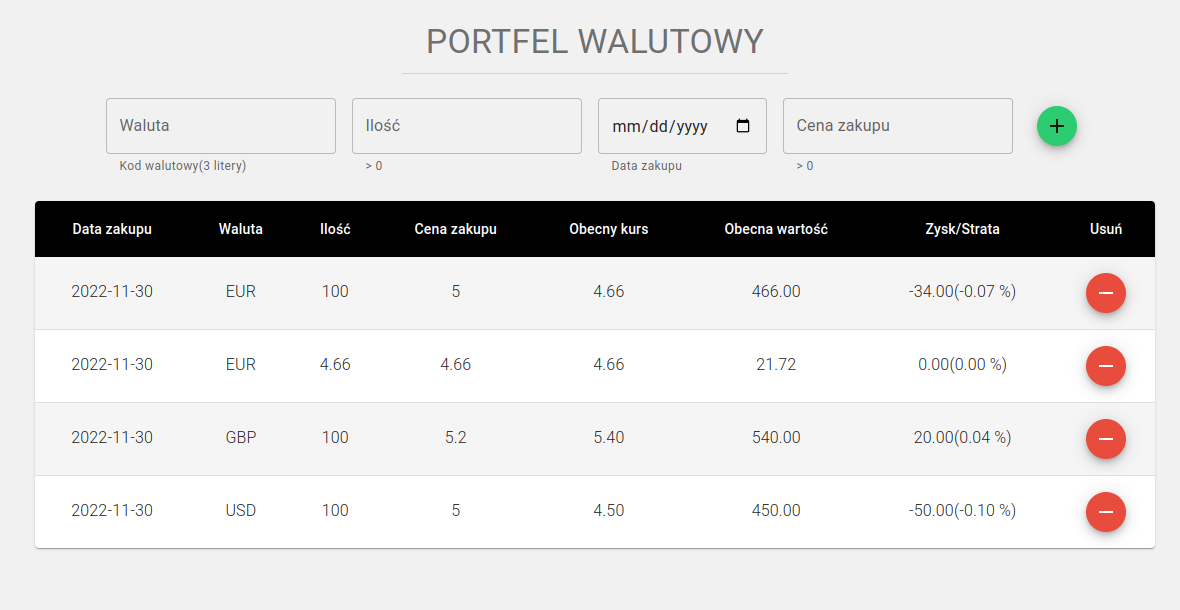 PORTFEL WALUTOWY
Waluta Ilość mm/dd/yyyy Cena zakupu
Kod walutowy(3 litery) > 0 Data zakupu > 0
Data zakupu Waluta Ilość Cena zakupu Obecny kurs Obecna wartość Zysk/Strata Usuń
2022-11-30 EUR 100 5 4.66 466.00 -34.00(-0.07 %)
2022-11-30 EUR 4.66 4.66 4.66 21.72 0.00(0.00 %)
2022-11-30 GBP 100 5.2 5.40 540.00 20.00(0.04 %)
2022-11-30 USD 100 5 4.50 450.00 -50.00(-0.10 %)